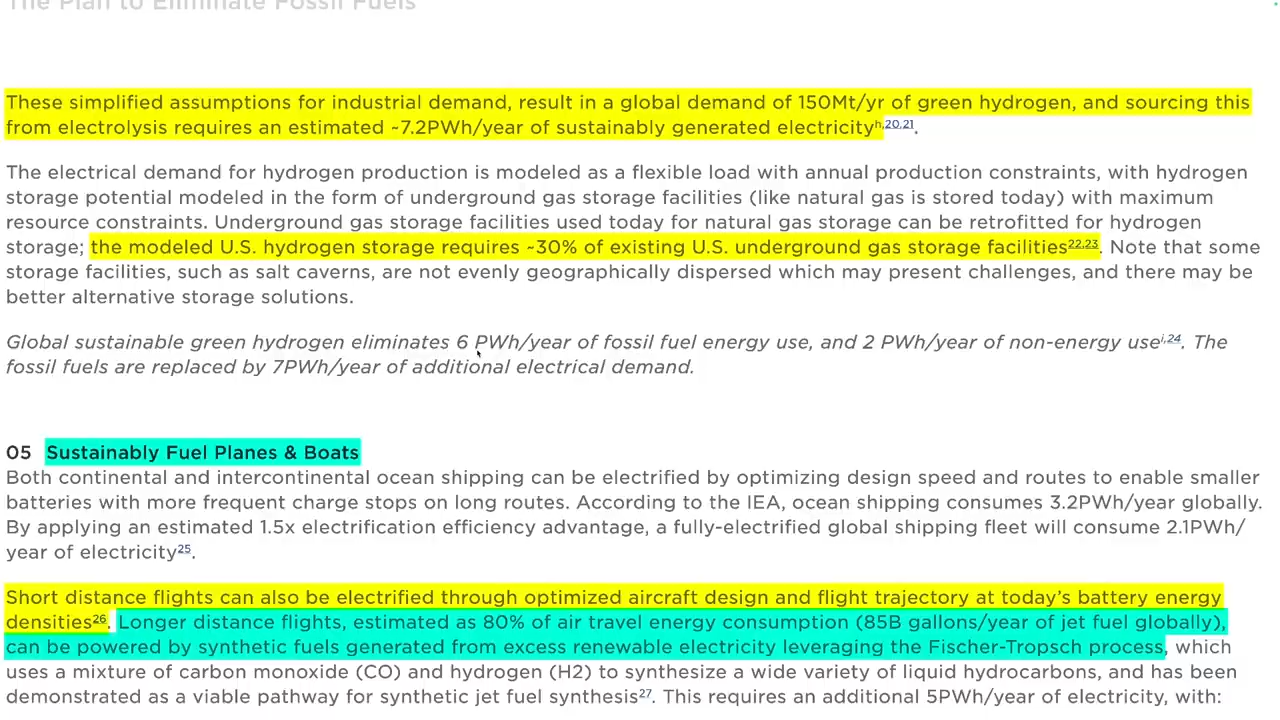 The Plan to Eliminate Fossil Fuels
These simplified assumptions for industrial demand, result in a global demand of 150Mt/yr of green hydrogen, and sourcing this
from electrolysis requires an estimated ~7.2PWh/year of sustainably generated electricityʰ,20,21.
The electrical demand for hydrogen production is modeled as a flexible load with annual production constraints, with hydrogen
storage potential modeled in the form of underground gas storage facilities (like natural gas is stored today) with maximum
resource constraints. Underground gas storage facilities used today for natural gas storage can be retrofitted for hydrogen
storage; the modeled U.S. hydrogen storage requires ~30% of existing U.S. underground gas storage facilities22,23. Note that some
storage facilities, such as salt caverns, are not evenly geographically dispersed which may present challenges, and there may be
better alternative storage solutions.
Global sustainable green hydrogen eliminates 6 PWh/year of fossil fuel energy use, and 2 PWh/year of non-energy useⁱ,24. The
fossil fuels are replaced by 7PWh/year of additional electrical demand.
05 Sustainably Fuel Planes & Boats
Both continental and intercontinental ocean shipping can be electrified by optimizing design speed and routes to enable smaller
batteries with more frequent charge stops on long routes. According to the IEA, ocean shipping consumes 3.2PWh/year globally.
By applying an estimated 1.5x electrification efficiency advantage, a fully-electrified global shipping fleet will consume 2.1PWh/
year of electricity25.
Short distance flights can also be electrified through optimized aircraft design and flight trajectory at today's battery energy
densities26. Longer distance flights, estimated as 80% of air travel energy consumption (85B gallons/year of jet fuel globally),
can be powered by synthetic fuels generated from excess renewable electricity leveraging the Fischer-Tropsch process, which
uses a mixture of carbon monoxide (CO) and hydrogen (H2) to synthesize a wide variety of liquid hydrocarbons, and has been
demonstrated as a viable pathway for synthetic jet fuel synthesis27. This requires an additional 5PWh/year of electricity, with: